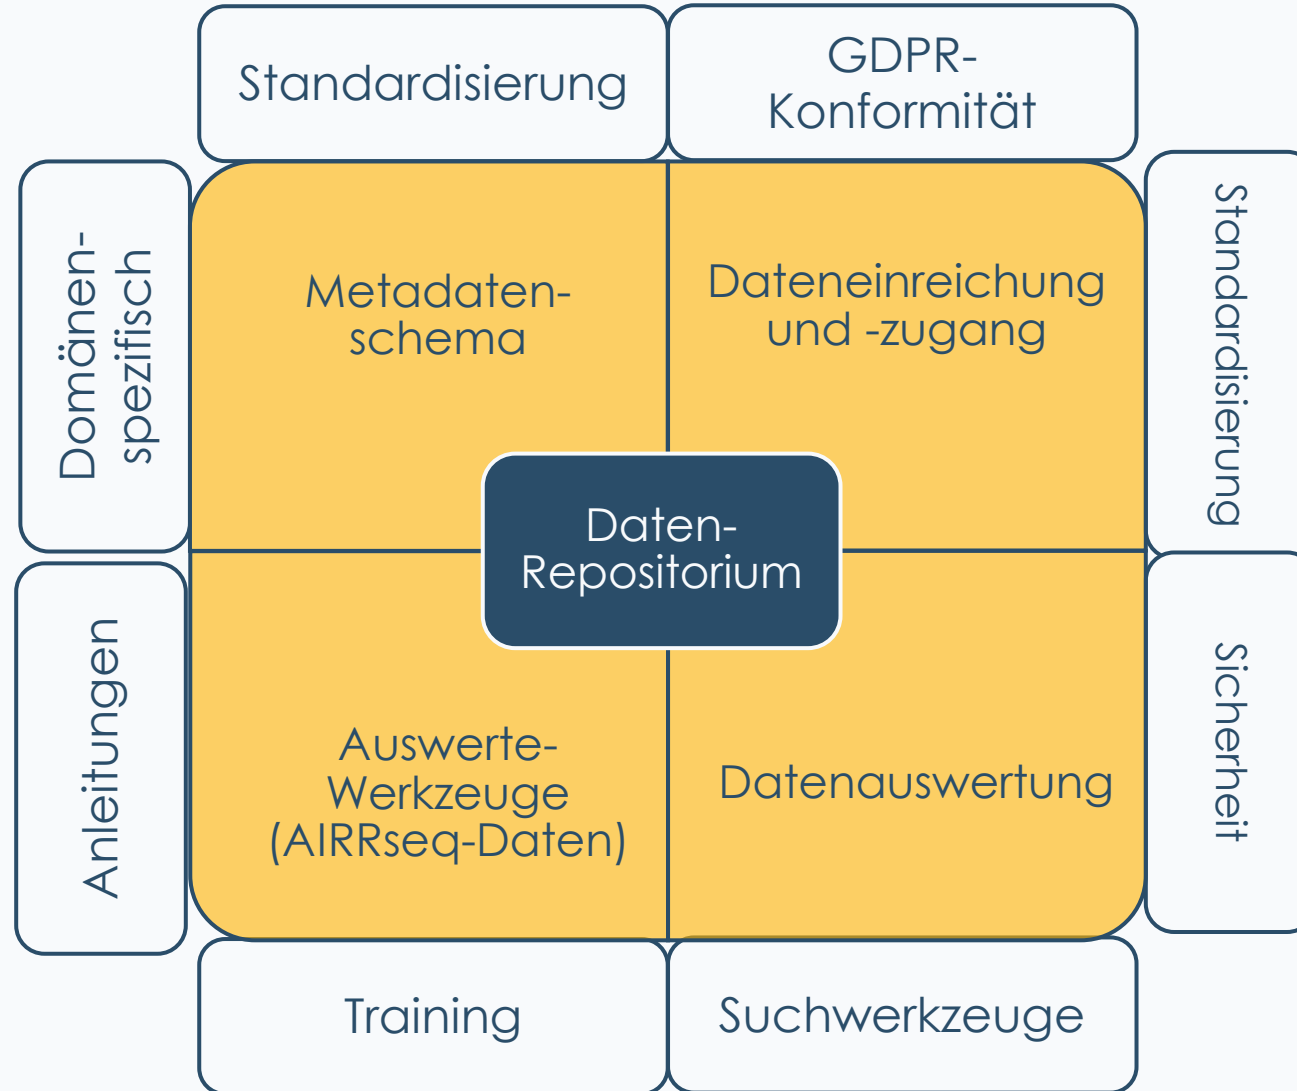 Standardisierung
GDPR-
Konformität
Domänen-
spezifisch
Metadaten-
schema
Dateneinreichung
und -zugang
Standardisierung
Daten-
Repositorium
Anleitungen
Auswerte-
Werkzeuge
(AIRRseq-Daten)
Datenauswertung
Sicherheit
Training
Suchwerkzeuge